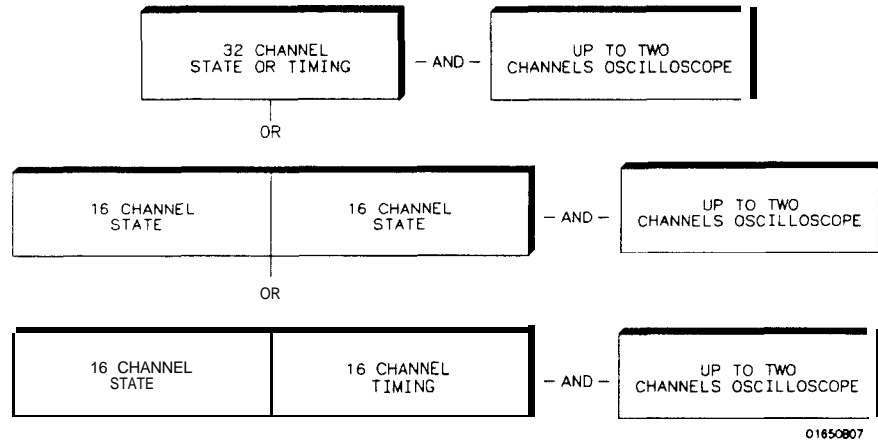 32 CHANNEL
STATE OR TIMING
- AND -
UP TO TWO
CHANNELS OSCILLOSCOPE
OR
16 CHANNEL
STATE
16 CHANNEL
STATE
- AND -
UP TO TWO
CHANNELS OSCILLOSCOPE
OR
16 CHANNEL
STATE
16 CHANNEL
TIMING
- AND -
UP TO TWO
CHANNELS OSCILLOSCOPE
01650B07